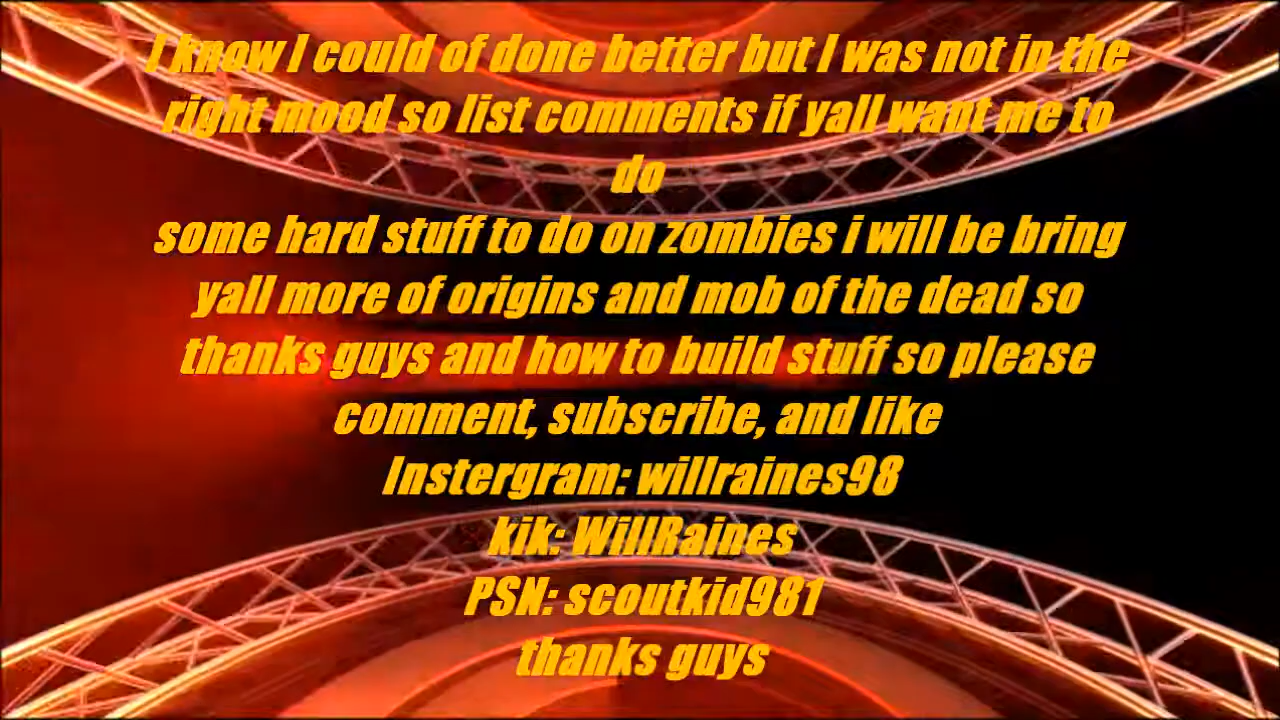 I know I could of done better but I was not in the
right mood so list comments if yall want me to
do
some hard stuff to do on zombies i will be bring
yall more of origins and mob of the dead so
thanks guys and how to build stuff so please
comment, subscribe, and like
Instergram: willraines98
kik: WillRaines
PSN: scoutkid981
thanks guys